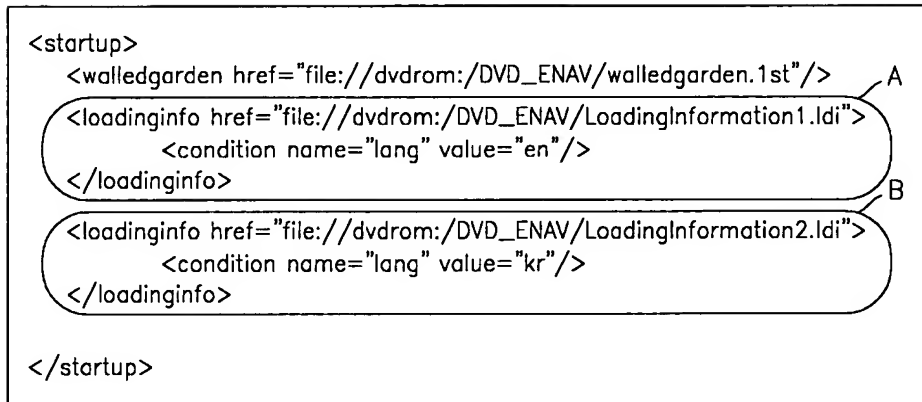 <startup>
<walledgarden href="file://dvdrom:/DVD_ENAV/walledgarden.1st"/>
A
<loadinginfo href="file://dvdrom:/DVD_ENAV/LoadingInformation1.ldi">
<condition name="lang" value="en"/>
</loadinginfo>
B
<loadinginfo href="file://dvdrom:/DVD_ENAV/LoadingInformation2.ldi">
<condition name="lang" value="kr"/>
</loadinginfo>
</startup>